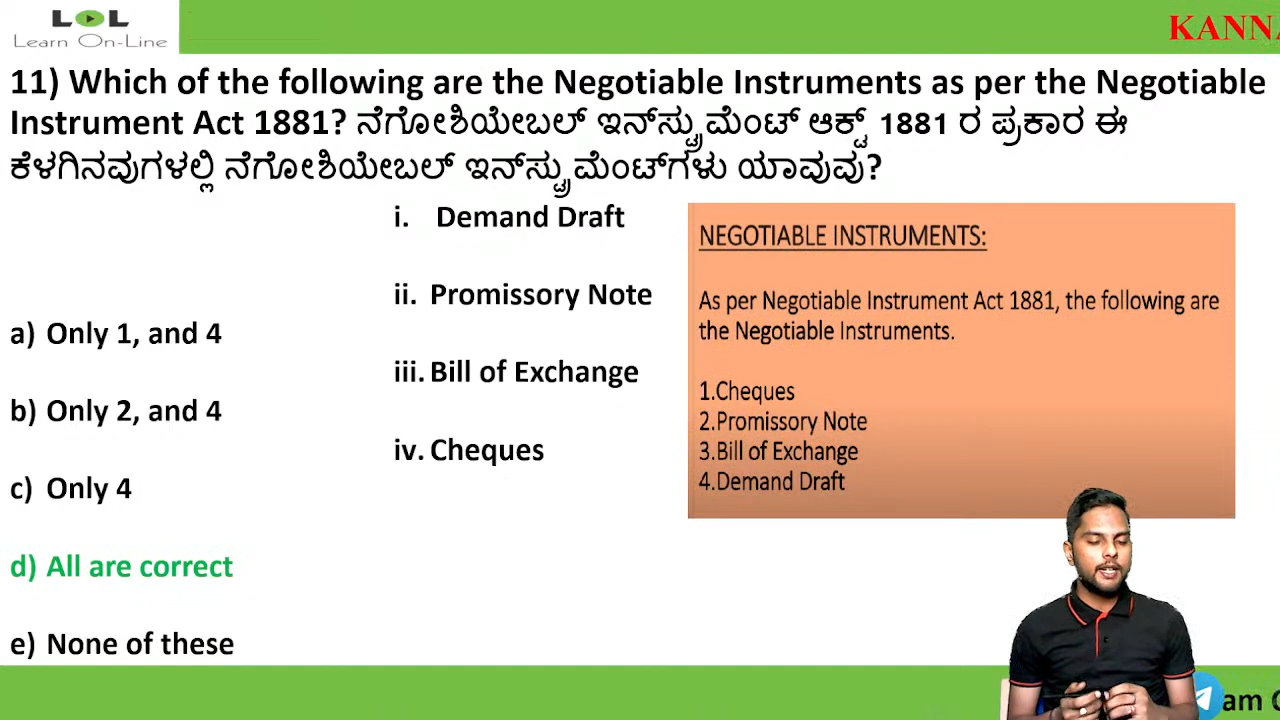 LOL
Learn On-Line
KANNA
11) Which of the following are the Negotiable Instruments as per the Negotiable
Instrument Act 1881? ನೆಗೋಶಿಯೇಬಲ್ ಇನ್‌ಸ್ಟ್ರುಮೆಂಟ್ ಆಕ್ಟ್ 1881 ರ ಪ್ರಕಾರ ಈ
ಕೆಳಗಿನವುಗಳಲ್ಲಿ ನೆಗೋಶಿಯೇಬಲ್ ಇನ್‌ಸ್ಟ್ರುಮೆಂಟ್‌ಗಳು ಯಾವುವು?
i. Demand Draft
ii. Promissory Note
iii. Bill of Exchange
iv. Cheques
a) Only 1, and 4
b) Only 2, and 4
c) Only 4
d) All are correct
e) None of these
NEGOTIABLE INSTRUMENTS:
As per Negotiable Instrument Act 1881, the following are
the Negotiable Instruments.
1.Cheques
2.Promissory Note
3.Bill of Exchange
4.Demand Draft
am